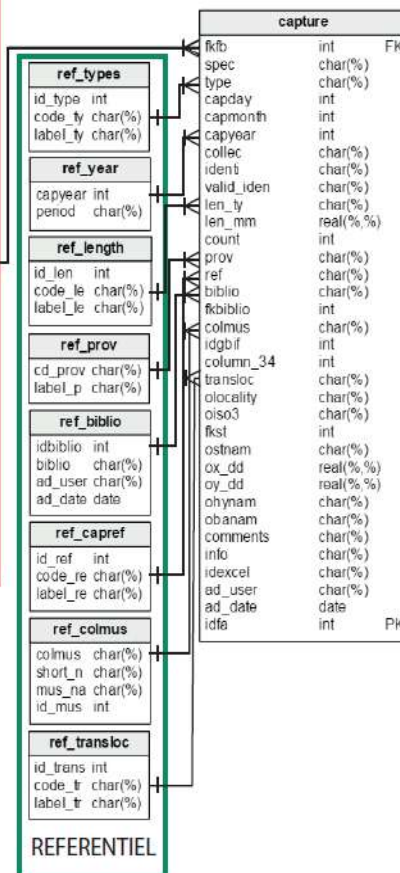 capture
fkfb int FK
spec char(%)
type char(%)
capday int
capmonth int
capyear int
collec char(%)
identi char(%)
valid_iden char(%)
len_ty char(%)
len_mm real(%,%)
count int
prov char(%)
ref char(%)
biblio char(%)
fkbiblio int
colmus char(%)
idgbif int
column_34 int
transloc char(%)
olocality char(%)
oiso3 char(%)
fkst int
ostnam char(%)
ox_dd real(%,%)
oy_dd real(%,%)
ohynam char(%)
obanam char(%)
comments char(%)
info char(%)
idexcel char(%)
ad_user char(%)
ad_date date
idfa int PK
ref_types
id_type int
code_ty char(%)
label_ty char(%)
ref_year
capyear int
period char(%)
ref_length
id_len int
code_le char(%)
label_le char(%)
ref_prov
cd_prov char(%)
label_p char(%)
ref_biblio
idbiblio int
biblio char(%)
ad_user char(%)
ad_date date
ref_capref
id_ref int
code_re char(%)
label_re char(%)
ref_colmus
colmus char(%)
short_n char(%)
mus_na char(%)
id_mus int
ref_transloc
id_trans int
code_tr char(%)
label_tr char(%)
REFERENTIEL